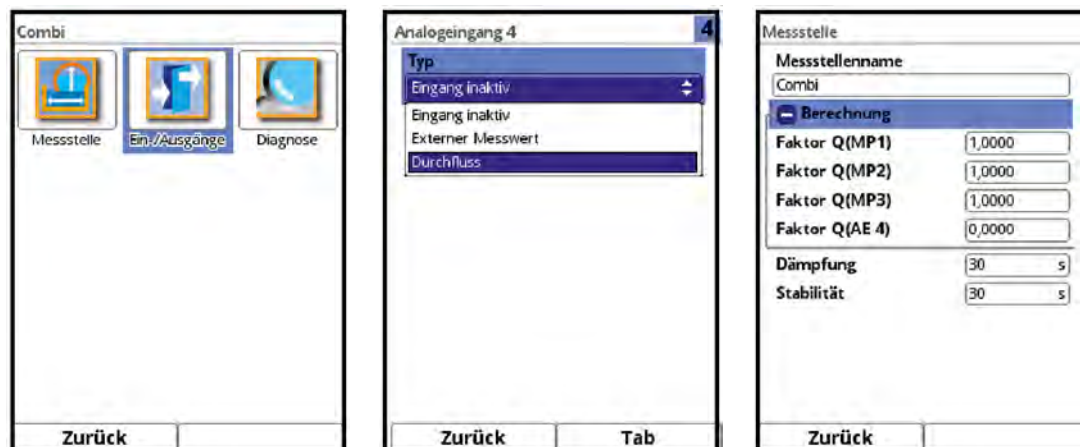 Combi
Messstelle
Ein-/Ausgänge
Diagnose
Zurück
Analogeingang 4
4
Typ
Eingang inaktiv
Eingang inaktiv
Externer Messwert
Durchfluss
Zurück
Tab
Messstelle
Messstellenname
Combi
Berechnung
Faktor Q(MP1) 1,0000
Faktor Q(MP2) 1,0000
Faktor Q(MP3) 1,0000
Faktor Q(AE 4) 0,0000
Dämpfung 30 s
Stabilität 30 s
Zurück